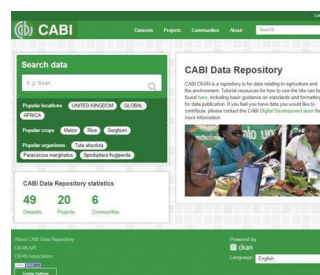 CABI
Datasets Projects Communities About Search
Search data
E.g. Bean
Popular locations UNITED KINGDOM GLOBAL
AFRICA
Popular crops Maize Rice Sorghum
Popular organisms Tuta absoluta
Paracoccus marginatus Spodoptera frugiperda
CABI Data Repository
CABI CKAN is a repository for data relating to agriculture and
the environment. Tutorial resources for how to use the site can be
found here, including basic guidance on standards and formatting
for data publication. If you feel you have data you would like to
contribute, please contact the CABI Digital Development team for
more information.
CABI Data Repository statistics
49 20 6
Datasets Projects Communities
About CABI Data Repository
CKAN API
CKAN Association
Powered by
ckan
Language English
Cookie Settings